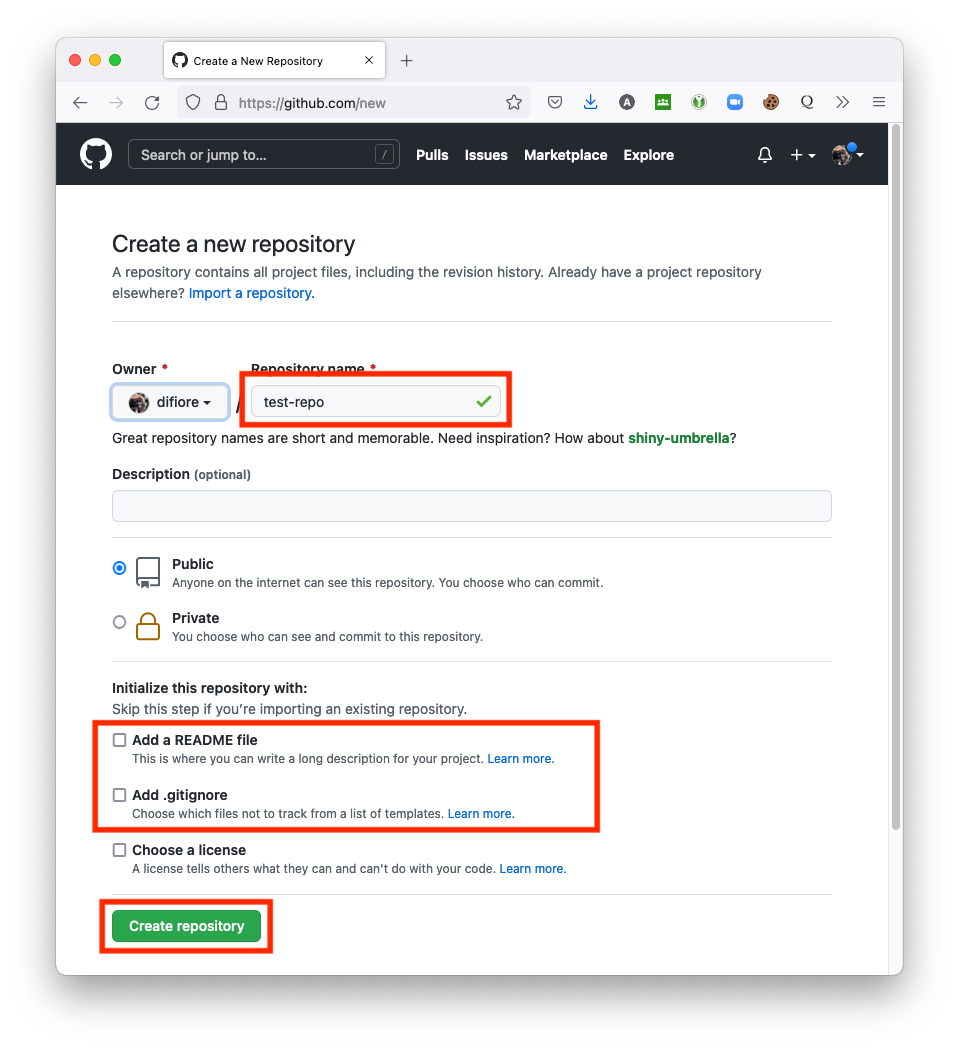 Create a New Repository
https://github.com/new
A
Q
Search or jump to...
/
Pulls
Issues
Marketplace
Explore
Create a new repository
A repository contains all project files, including the revision history. Already have a project repository
elsewhere? Import a repository.
Owner *
Repository name *
difiore
/
test-repo
Great repository names are short and memorable. Need inspiration? How about shiny-umbrella?
Description (optional)
Public
Anyone on the internet can see this repository. You choose who can commit.
Private
You choose who can see and commit to this repository.
Initialize this repository with:
Skip this step if you’re importing an existing repository.
Add a README file
This is where you can write a long description for your project. Learn more.
Add .gitignore
Choose which files not to track from a list of templates. Learn more.
Choose a license
A license tells others what they can and can't do with your code. Learn more.
Create repository